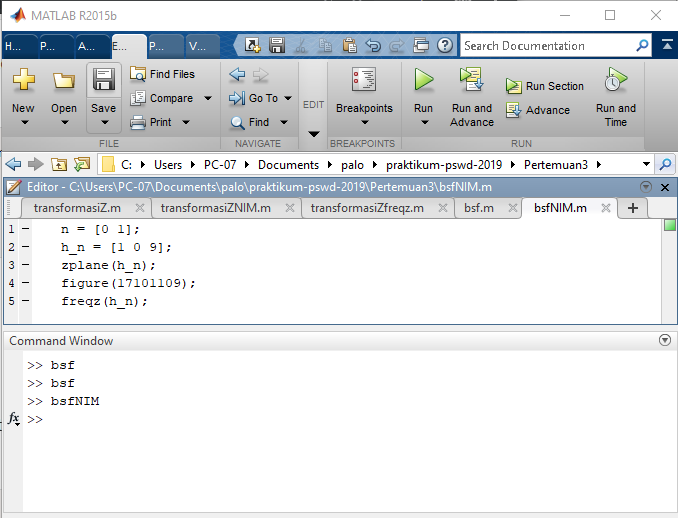 MATLAB R2015b
H... P... A... E... P... V... Search Documentation
New Open Save Find Files Compare Print
Go To Find
EDIT
Breakpoints
Run Run and Advance Run Section Advance Run and Time
FILE NAVIGATE BREAKPOINTS RUN
C: Users PC-07 Documents palo praktikum-pswd-2019 Pertemuan3
Editor - C:\Users\PC-07\Documents\palo\praktikum-pswd-2019\Pertemuan3\bsfNIM.m
transformasiZ.m transformasiZNIM.m transformasiZfreqz.m bsf.m bsfNIM.m
1 – n = [0 1];
2 – h_n = [1 0 9];
3 – zplane(h_n);
4 – figure(17101109);
5 – freqz(h_n);
Command Window
>> bsf
>> bsf
>> bsfNIM
fx >>